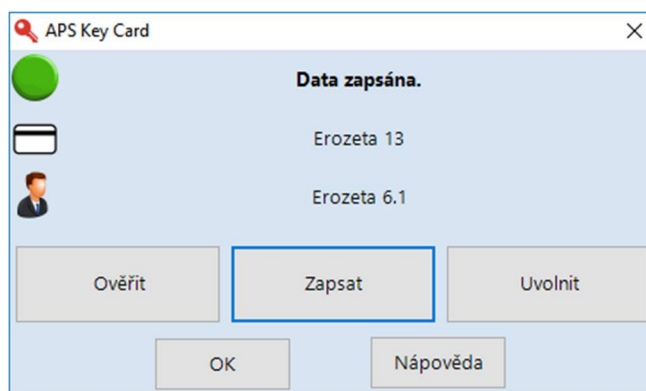 APS Key Card
Data zapsána.
Erozeta 13
Erozeta 6.1
Ověřit Zapsat Uvolnit
OK Nápověda